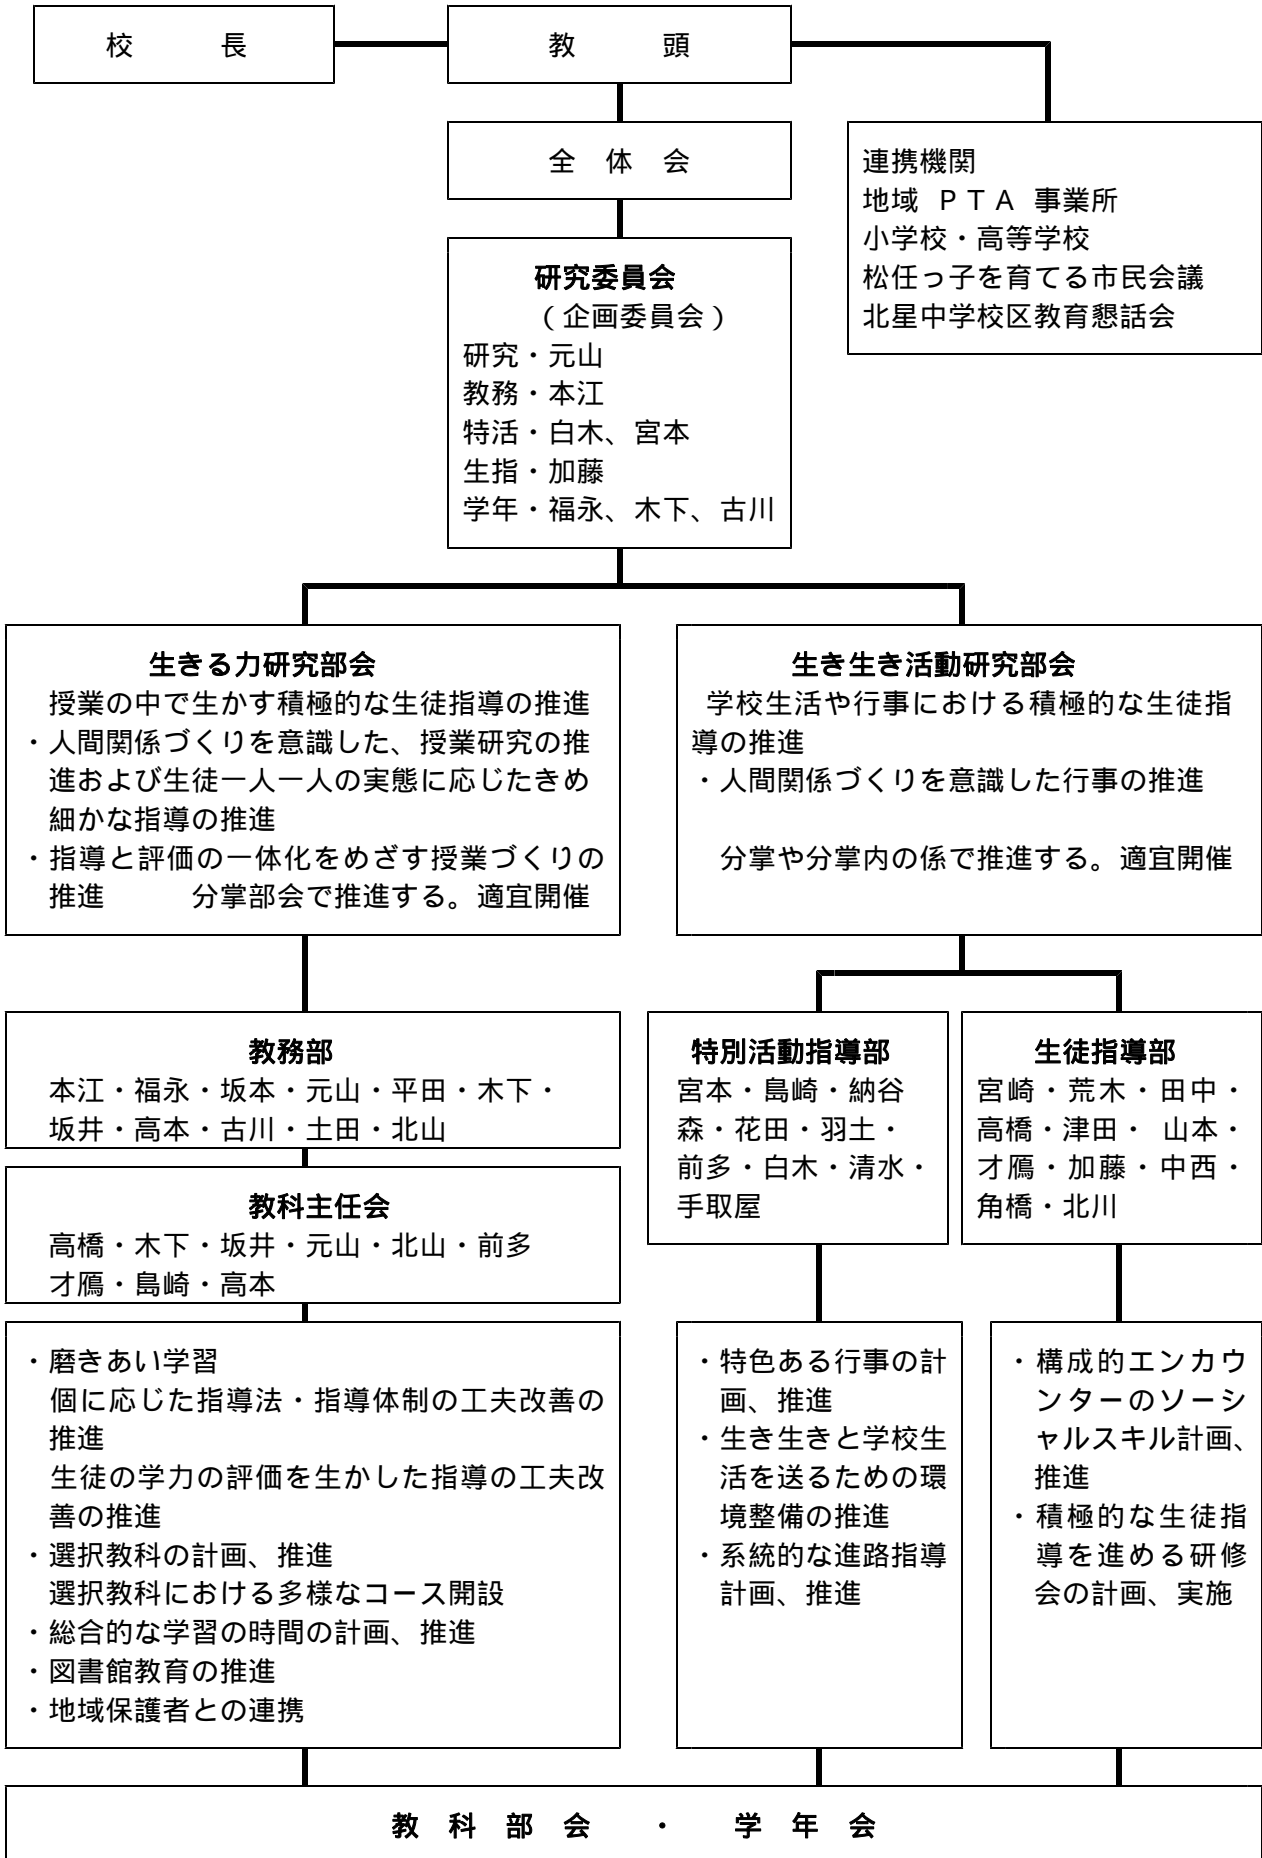 校　　　長
教　　　頭
全　体　会
連携機関
地域　ＰＴＡ　事業所
小学校・高等学校
松任っ子を育てる市民会議
北星中学校区教育懇話会
研究委員会
（企画委員会）
研究・元山
教務・本江
特活・白木、宮本
生指・加藤
学年・福永、木下、古川
生きる力研究部会
授業の中で生かす積極的な生徒指導の推進
・人間関係づくりを意識した、授業研究の推
進および生徒一人一人の実態に応じたきめ
細かな指導の推進
・指導と評価の一体化をめざす授業づくりの
推進　　　分掌部会で推進する。適宜開催
生き生き活動研究部会
学校生活や行事における積極的な生徒指
導の推進
・人間関係づくりを意識した行事の推進
分掌や分掌内の係で推進する。適宜開催
教務部
本江・福永・坂本・元山・平田・木下・
坂井・高本・古川・土田・北山
教科主任会
高橋・木下・坂井・元山・北山・前多
才鴈・島崎・高本
特別活動指導部
宮本・島崎・納谷
森・花田・羽土・
前多・白木・清水・
手取屋
生徒指導部
宮崎・荒木・田中・
高橋・津田・　山本・
才鴈・加藤・中西・
角橋・北川
・磨きあい学習
個に応じた指導法・指導体制の工夫改善の
推進
生徒の学力の評価を生かした指導の工夫改
善の推進
・選択教科の計画、推進
選択教科における多様なコース開設
・総合的な学習の時間の計画、推進
・図書館教育の推進
・地域保護者との連携
・特色ある行事の計
画、推進
・生き生きと学校生
活を送るための環
境整備の推進
・系統的な進路指導
計画、推進
・構成的エンカウ
ンターのソーシ
ャルスキル計画、
推進
・積極的な生徒指
導を進める研修
会の計画、実施
教　科　部　会　　・　　学　年　会